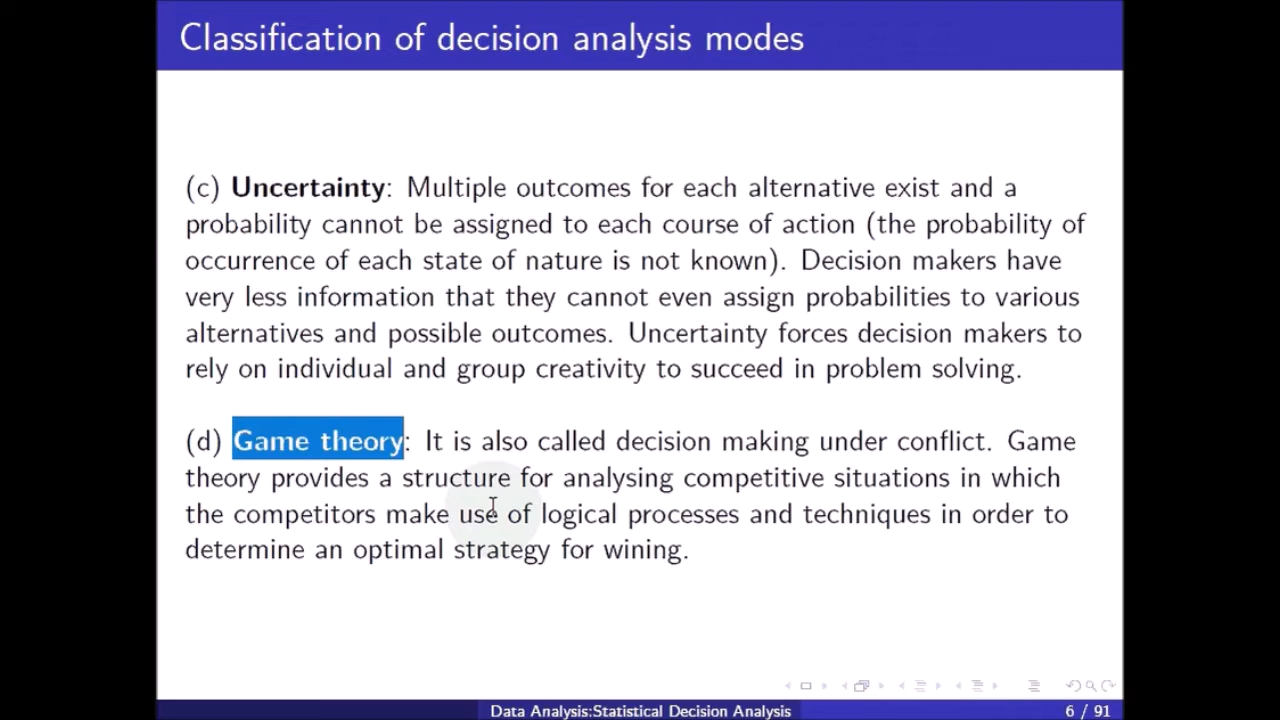 Classification of decision analysis modes
(c) Uncertainty: Multiple outcomes for each alternative exist and a
probability cannot be assigned to each course of action (the probability of
occurrence of each state of nature is not known). Decision makers have
very less information that they cannot even assign probabilities to various
alternatives and possible outcomes. Uncertainty forces decision makers to
rely on individual and group creativity to succeed in problem solving.
(d) Game theory: It is also called decision making under conflict. Game
theory provides a structure for analysing competitive situations in which
the competitors make use of logical processes and techniques in order to
determine an optimal strategy for wining.
Data Analysis:Statistical Decision Analysis
6 / 91